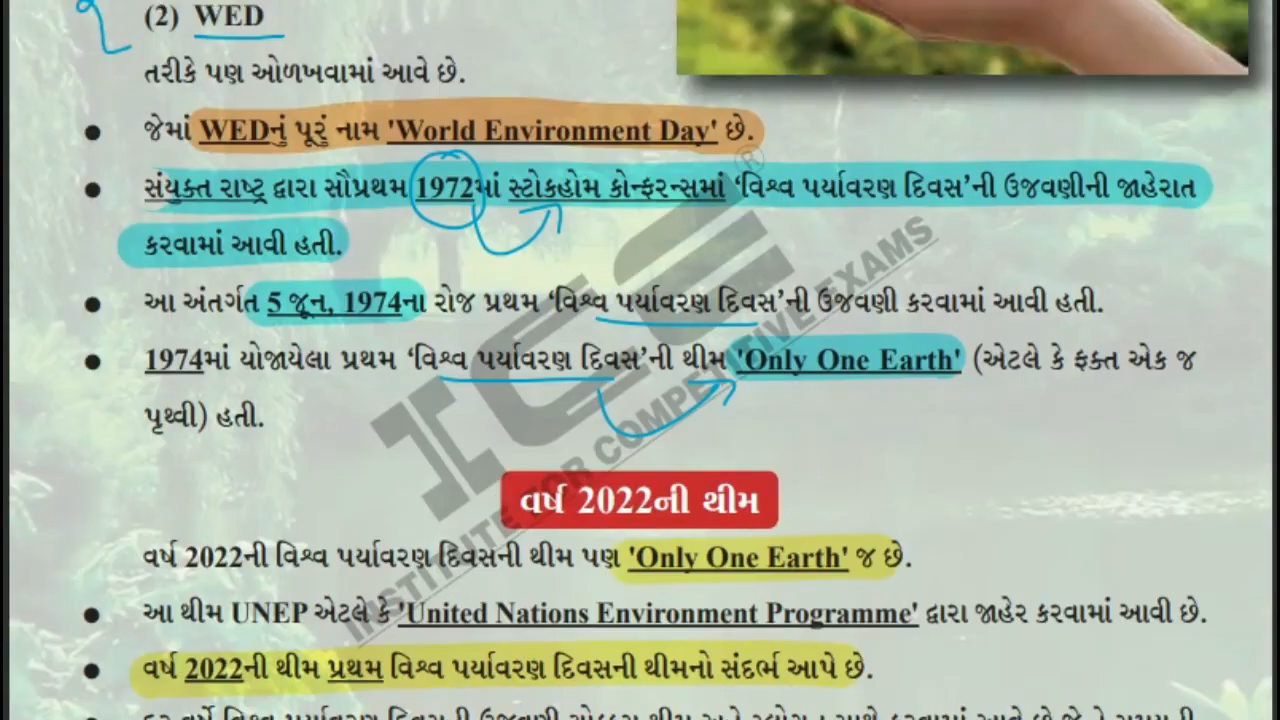 (2) WED
તરીકે પણ ઓળખવામાં આવે છે.
● જેમાં WEDનું પૂરું નામ 'World Environment Day' છે.
● સંયુક્ત રાષ્ટ્ર દ્વારા સૌપ્રથમ 1972માં સ્ટોકહોમ કોન્ફરન્સમાં ‘વિશ્વ પર્યાવરણ દિવસ’ની ઉજવણીની જાહેરાત
કરવામાં આવી હતી.
● આ અંતર્ગત 5 જૂન, 1974ના રોજ પ્રથમ ‘વિશ્વ પર્યાવરણ દિવસ’ની ઉજવણી કરવામાં આવી હતી.
● 1974માં યોજાયેલા પ્રથમ ‘વિશ્વ પર્યાવરણ દિવસ’ની થીમ 'Only One Earth' (એટલે કે ફક્ત એક જ
પૃથ્વી) હતી.
ICE ®
INSTITUTE FOR COMPETITIVE EXAMS
વર્ષ 2022ની થીમ
વર્ષ 2022ની વિશ્વ પર્યાવરણ દિવસની થીમ પણ 'Only One Earth' જ છે.
● આ થીમ UNEP એટલે કે 'United Nations Environment Programme' દ્વારા જાહેર કરવામાં આવી છે.
● વર્ષ 2022ની થીમ પ્રથમ વિશ્વ પર્યાવરણ દિવસની થીમનો સંદર્ભ આપે છે.